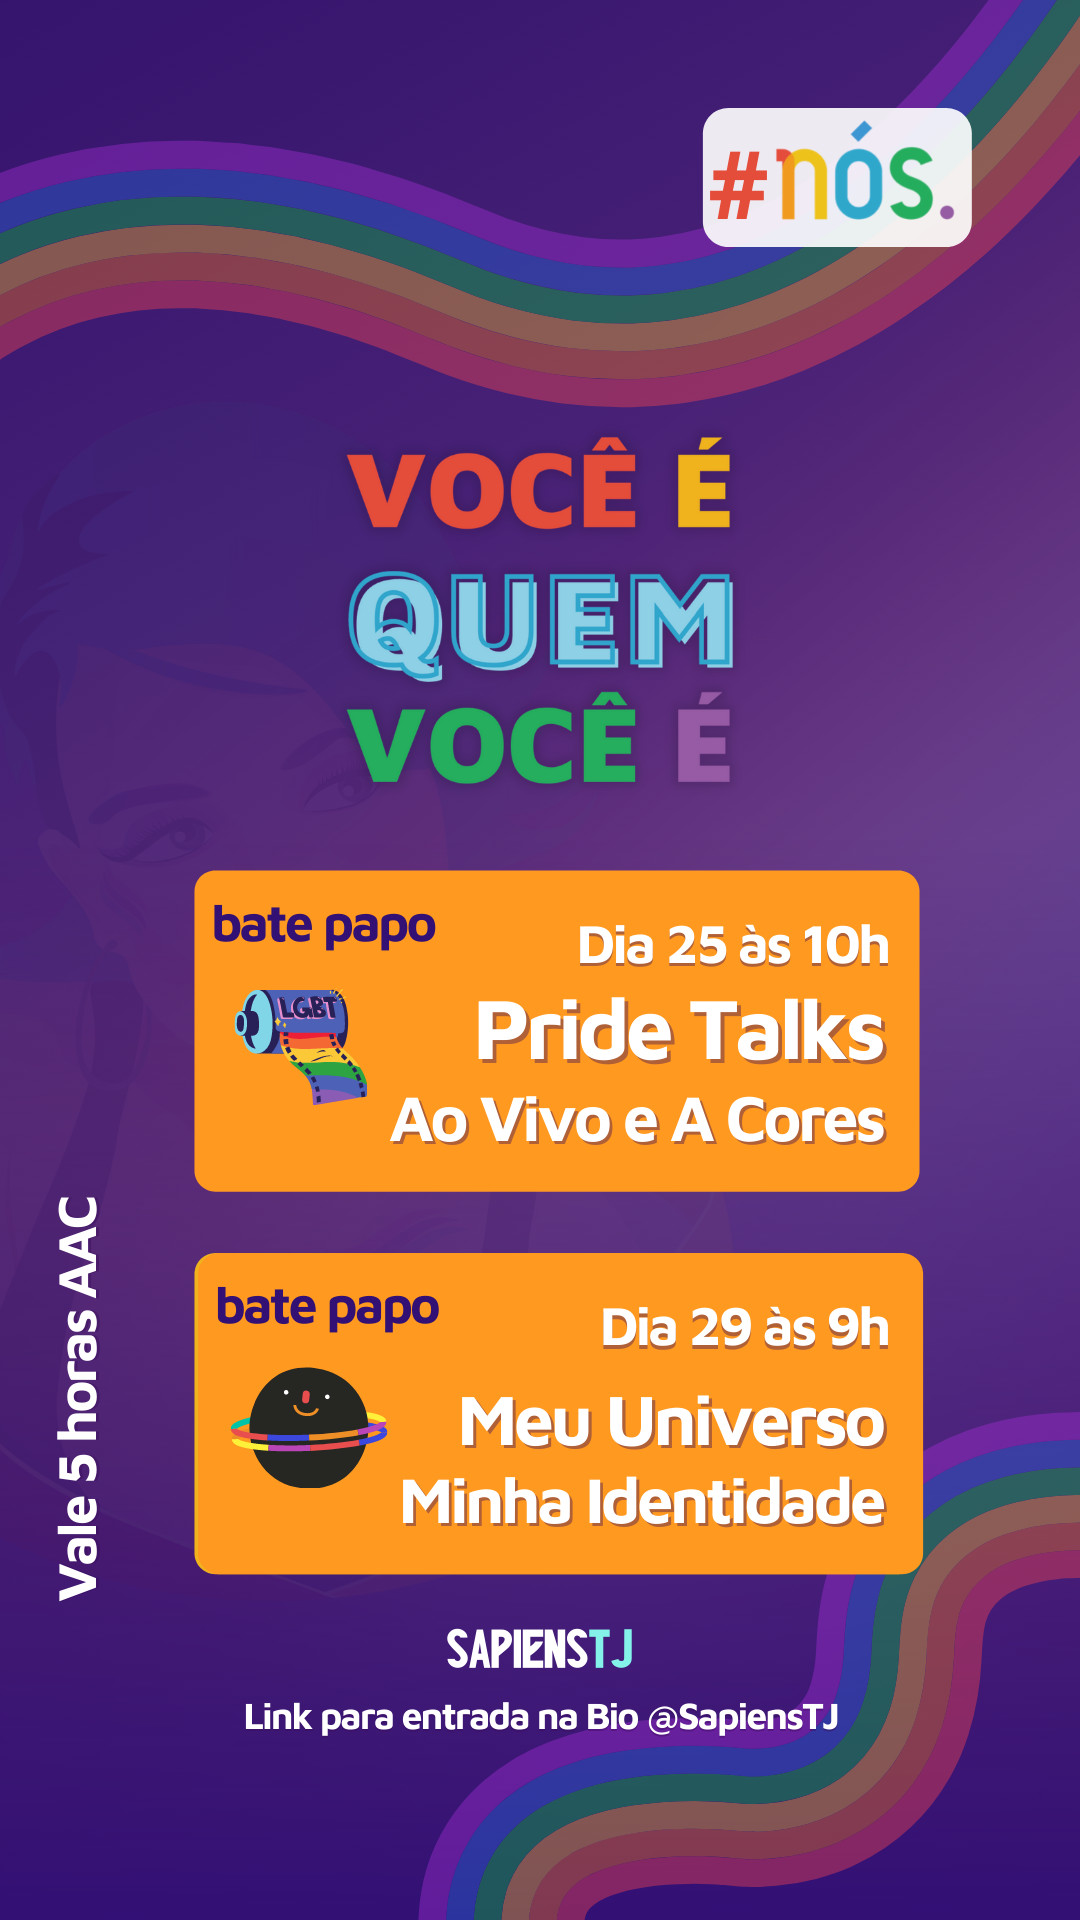 #nós.
VOCÊ É
QUEM
VOCÊ É
bate papo
Dia 25 às 10h
LGBT
Pride Talks
Ao Vivo e A Cores
bate papo
Dia 29 às 9h
Meu Universo
Minha Identidade
Vale 5 horas AAC
SAPIENSTJ
Link para entrada na Bio @SapiensTJ